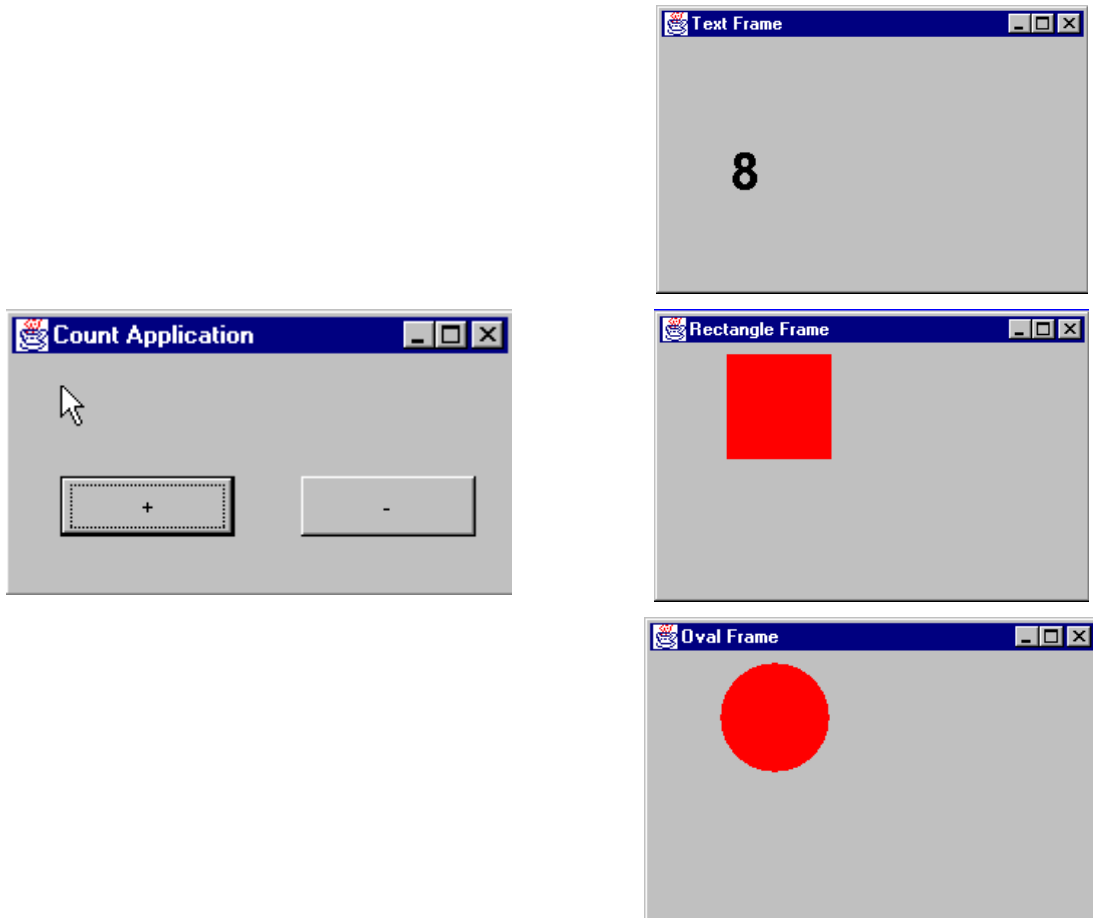 Text Frame
8
Count Application
+
-
Rectangle Frame
Oval Frame